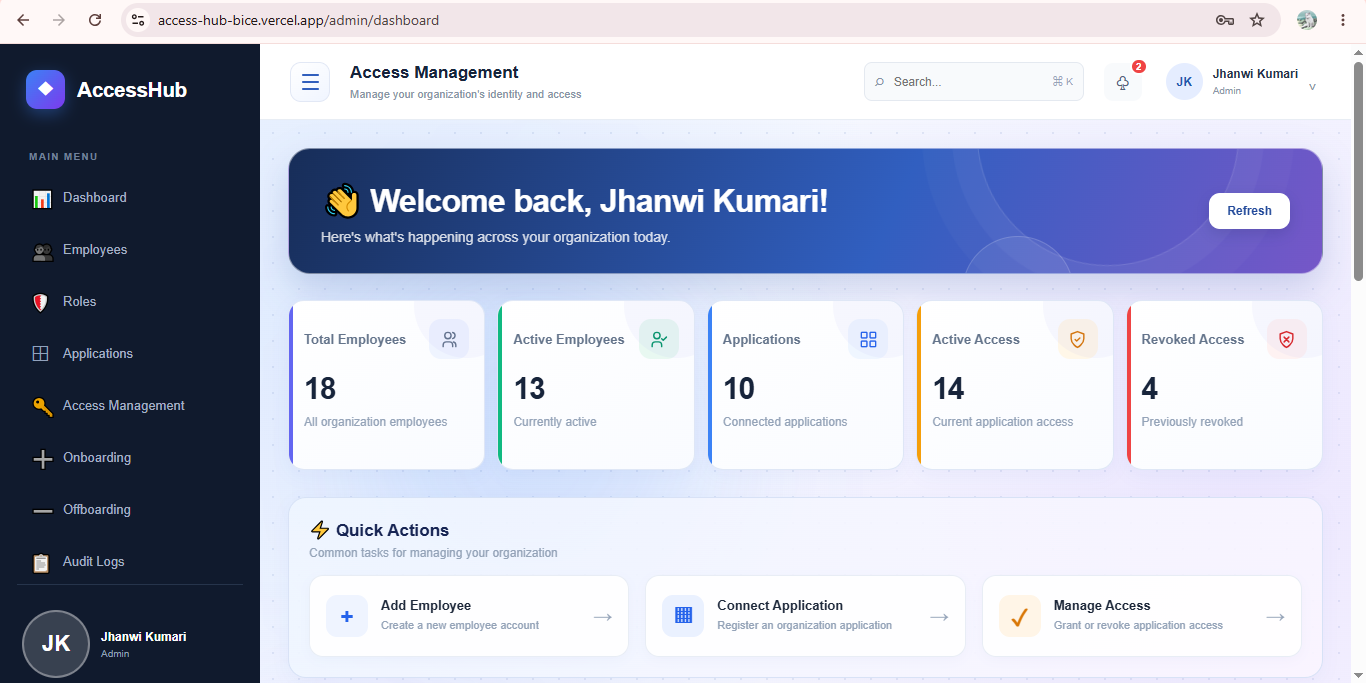 access-hub-bice.vercel.app/admin/dashboard
AccessHub
MAIN MENU
Dashboard
Employees
Roles
Applications
Access Management
Onboarding
Offboarding
Audit Logs
JK
Jhanwi Kumari
Admin
Access Management
Manage your organization's identity and access
Search...
⌘ K
2
JK
Jhanwi Kumari
Admin
Welcome back, Jhanwi Kumari!
Here's what's happening across your organization today.
Refresh
Total Employees
18
All organization employees
Active Employees
13
Currently active
Applications
10
Connected applications
Active Access
14
Current application access
Revoked Access
4
Previously revoked
Quick Actions
Common tasks for managing your organization
Add Employee
Create a new employee account
Connect Application
Register an organization application
Manage Access
Grant or revoke application access